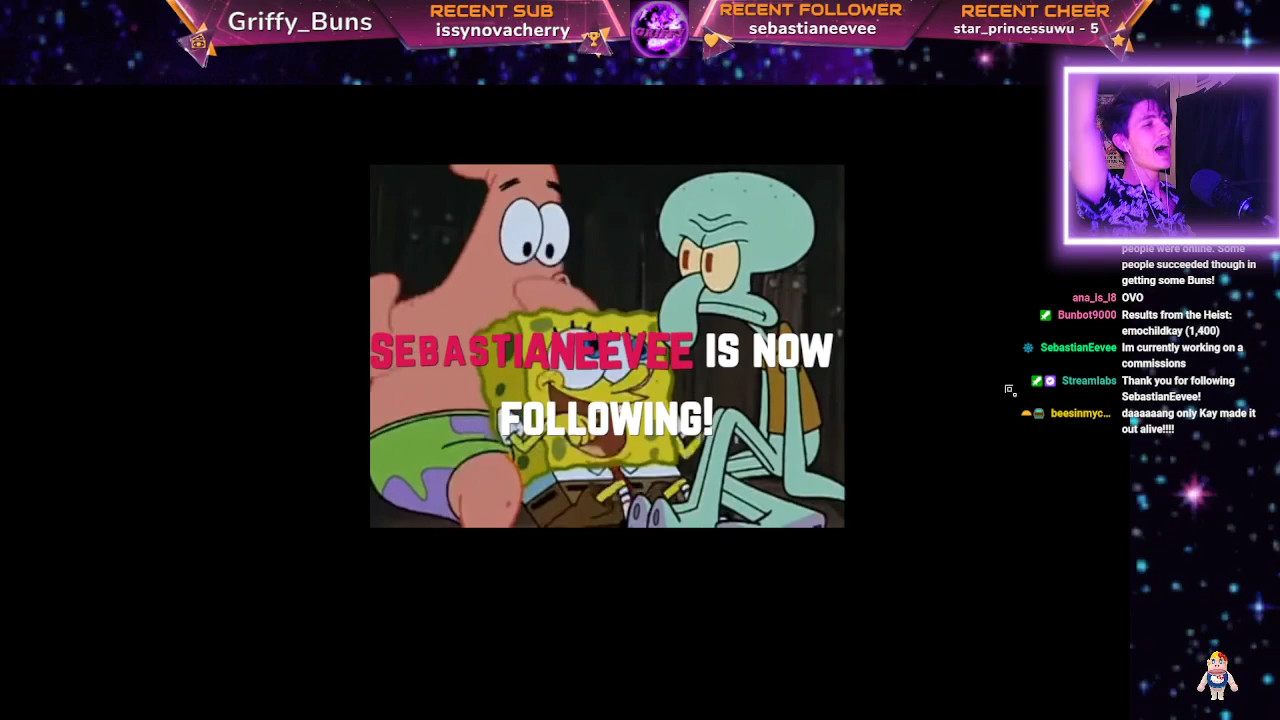 Griffy_Buns
RECENT SUB
issynovacherry
GRIFFY
RECENT FOLLOWER
sebastianeevee
RECENT CHEER
star_princessuwu - 5
people were online. Some
people succeeded though in
getting some Buns!
ana_is_l8 OVO
Bunbot9000 Results from the Heist:
emochildkay (1,400)
SebastianEevee Im currently working on a
commissions
Streamlabs Thank you for following
SebastianEevee!
beesinmyc... daaaaaang only Kay made it
out alive!!!!
SEBASTIANEEVEE IS NOW
FOLLOWING!